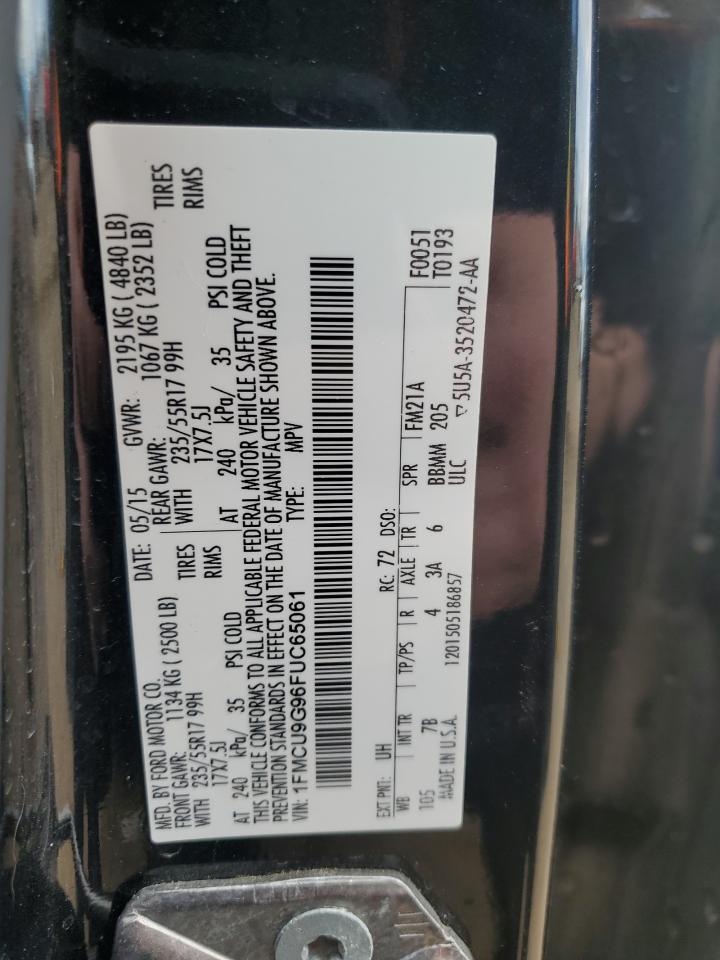 MFD. BY FORD MOTOR CO. DATE: 05/15 GVWR: 2195 KG ( 4840 LB)
FRONT GAWR: 1134 KG ( 2500 LB) REAR GAWR: 1067 KG ( 2352 LB)
WITH 235/55R17 99H TIRES WITH 235/55R17 99H TIRES
17X7.5J RIMS 17X7.5J RIMS
AT 240 kPa/ 35 PSI COLD AT 240 kPa/ 35 PSI COLD
THIS VEHICLE CONFORMS TO ALL APPLICABLE FEDERAL MOTOR VEHICLE SAFETY AND THEFT
PREVENTION STANDARDS IN EFFECT ON THE DATE OF MANUFACTURE SHOWN ABOVE.
VIN: 1FMCU9G96FUC65061 TYPE: MPV
EXT PNT: UH RC: 72 DSO: F0051
WB INT TR TP/PS R AXLE TR SPR FM21A T0193
105 7B 4 3A 6 BBMM 205
MADE IN U.S.A. 1201505186857 ULC ▽5U5A-3520472-AA